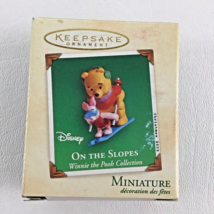 KEEPSAKE
ORNAMENT
Disney
ON THE SLOPES
Winnie the Pooh Collection
MINIATURE
décoration des fêtes